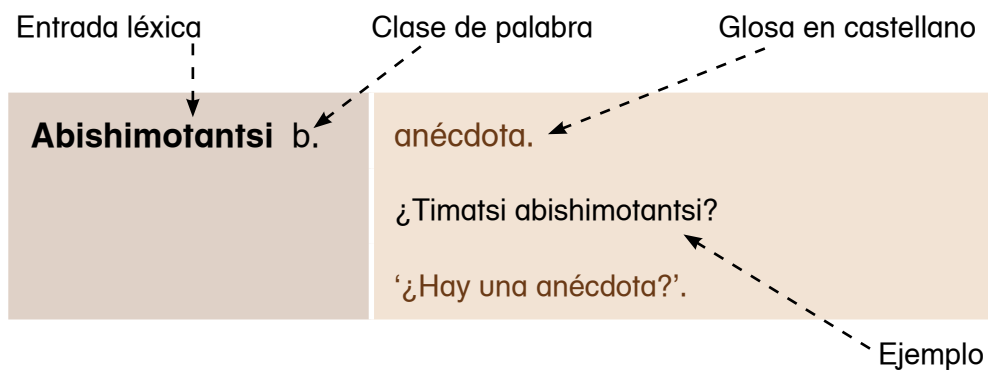 Entrada léxica Clase de palabra Glosa en castellano
Abishimotantsi b. anécdota.
¿Timatsi abishimotantsi?
‘¿Hay una anécdota?’.
Ejemplo